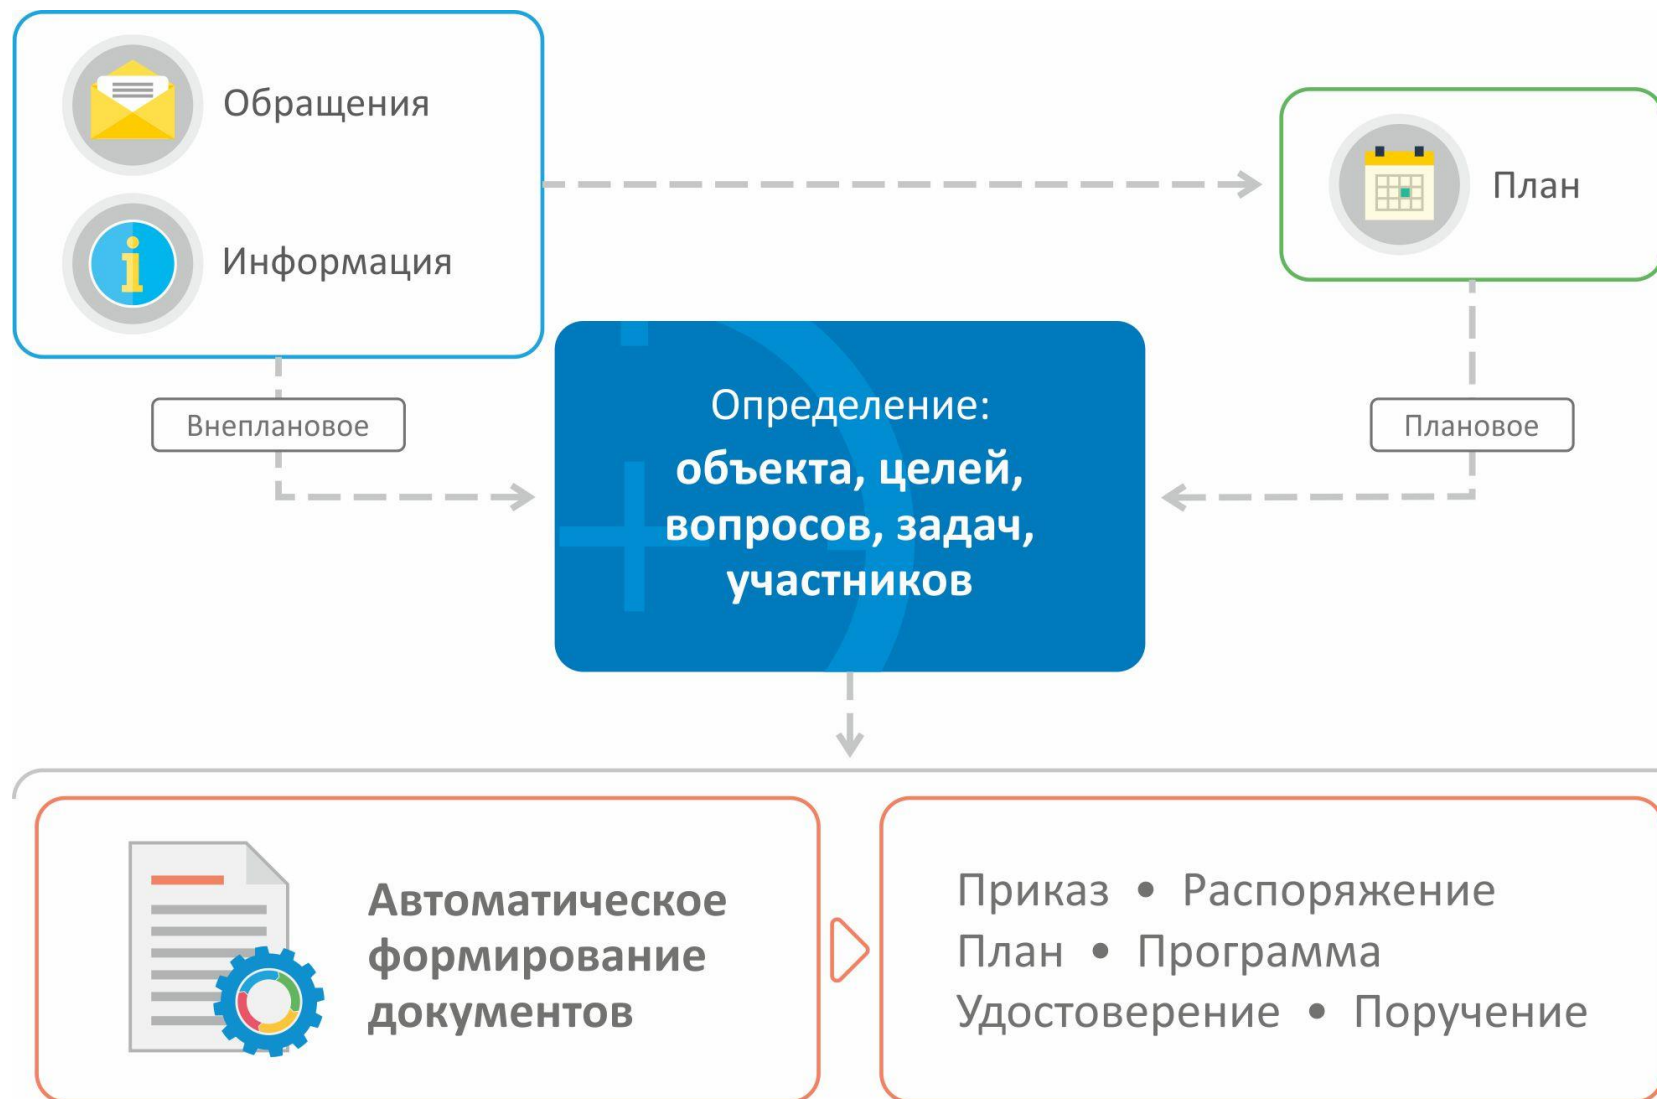 Обращения
Информация
План
Внеплановое
Плановое
Определение:
объекта, целей,
вопросов, задач,
участников
Автоматическое
формирование
документов
Приказ • Распоряжение
План • Программа
Удостоверение • Поручение